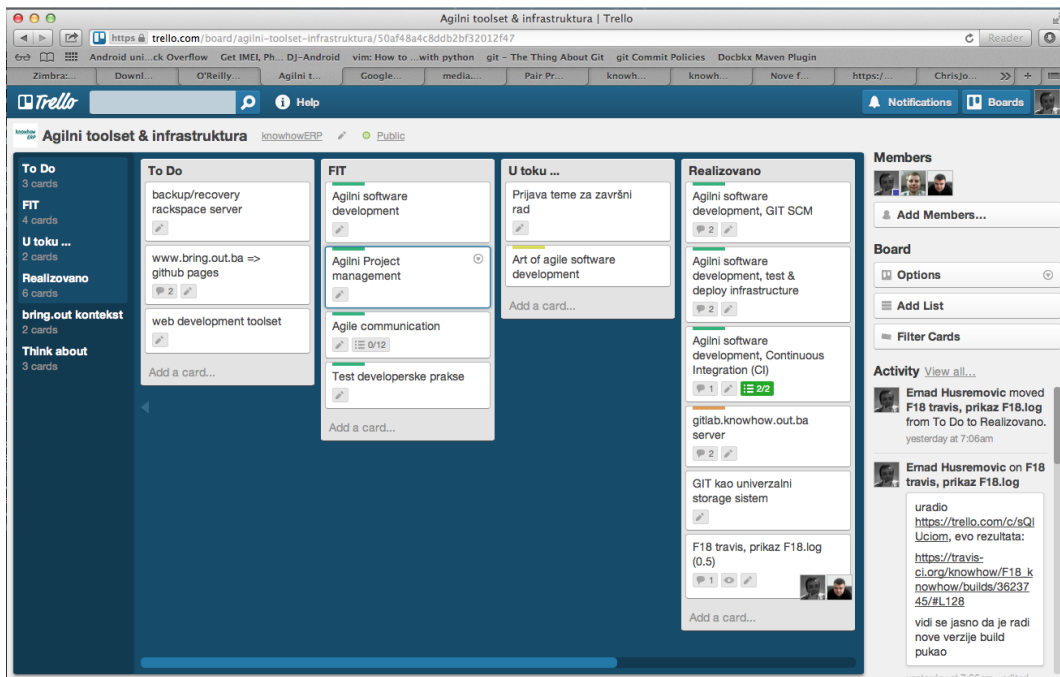 Agilni toolset & infrastruktura | Trello
https trello.com/board/agilni-toolset-infrastruktura/50af48a4c8ddb2bf32012f47
Reader
Android uni...ck Overflow Get IMEI, Ph... DJ-Android vim: How to ...with python git - The Thing About Git git Commit Policies Docbkx Maven Plugin
Zimbra:... Downl... O'Reilly... Agilni t... Google... media.... Pair Pr... knowh... knowh... Nove f... https:/... ChrisJo...
Trello
Help
Notifications
Boards
knowhow ERP
Agilni toolset & infrastruktura
knowhowERP
Public
To Do
3 cards
FIT
4 cards
U toku ...
2 cards
Realizovano
6 cards
bring.out kontekst
2 cards
Think about
3 cards
To Do
backup/recovery
rackspace server
www.bring.out.ba =>
github pages
2
web development toolset
Add a card...
FIT
Agilni software
development
Agilni Project
management
Agile communication
0/12
Test developerske prakse
Add a card...
U toku ...
Prijava teme za završni
rad
Art of agile software
development
Add a card...
Realizovano
Agilni software
development, GIT SCM
2
Agilni software
development, test &
deploy infrastructure
2
Agilni software
development, Continuous
Integration (CI)
1 2/2
gitlab.knowhow.out.ba
server
2
GIT kao univerzalni
storage sistem
F18 travis, prikaz F18.log
(0.5)
1
Add a card...
Members
Add Members...
Board
Options
Add List
Filter Cards
Activity View all...
Ernad Husremovic moved
F18 travis, prikaz F18.log
from To Do to Realizovano.
yesterday at 7:06am
Ernad Husremovic on F18
travis, prikaz F18.log
uradio
https://trello.com/c/sQl
Uciom, evo rezultata:
https://travis-
ci.org/knowhow/F18_k
nowhow/builds/36237
45/#L128
vidi se jasno da je radi
nove verzije build
pukao